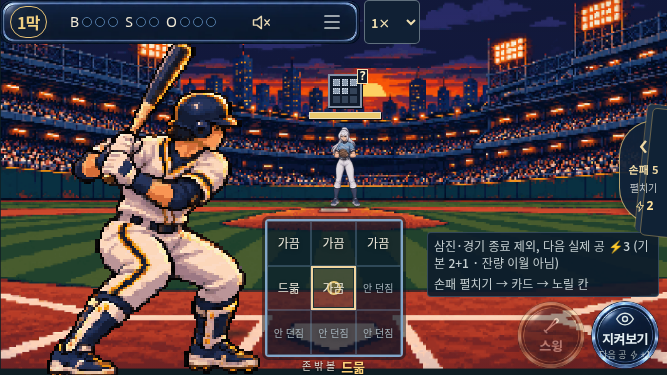 1막 B○○○ S○○ O○○○ 1×
?
손패 5
펼치기
⚡2
가끔 가끔 가끔
드묾 안 던짐
안 던짐 안 던짐 안 던짐
존 밖 볼 드묾
삼진·경기 종료 제외, 다음 실제 공 ⚡3 (기
본 2+1 · 잔량 이월 아님)
손패 펼치기 → 카드 → 노릴 칸
스윙
지켜보기
다음 공